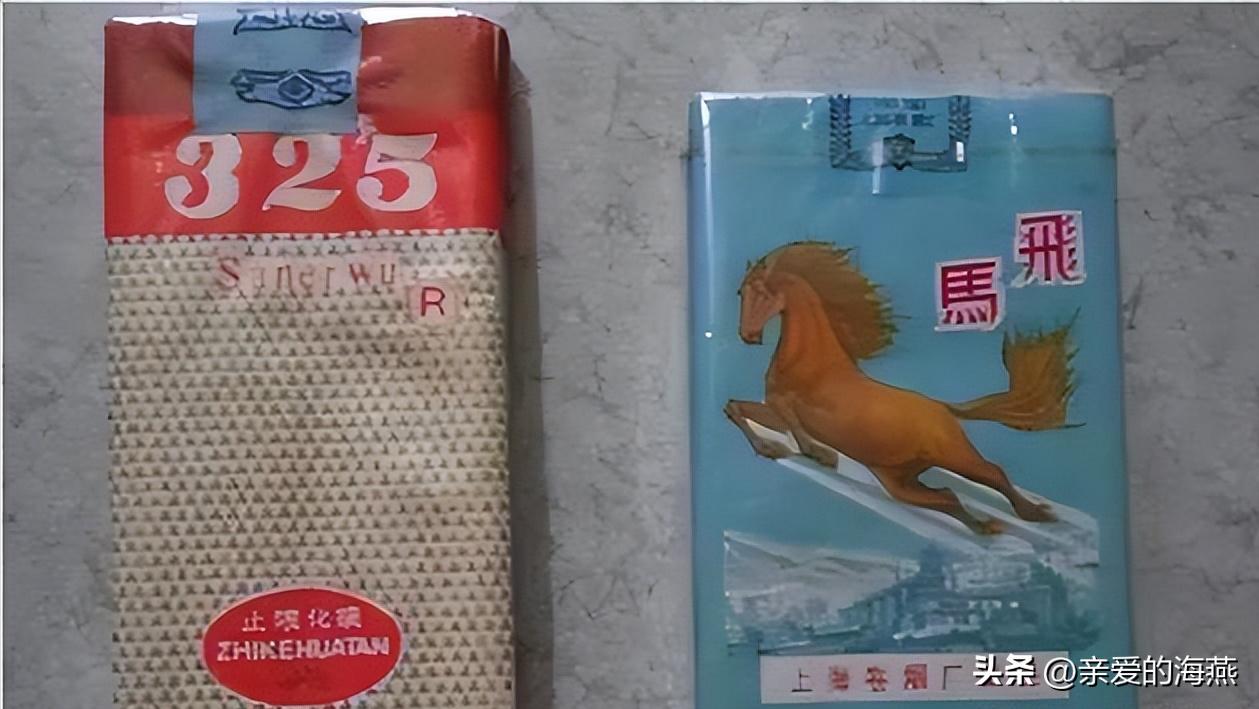 325
Sanerwu
R
止咳化痰
ZHIKEHUATAN
飛馬
上海卷烟厂
头条 @亲爱的海燕